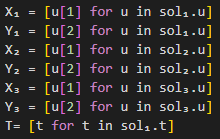 X₁ = [u[1] for u in sol₁.u]
Y₁ = [u[2] for u in sol₁.u]
X₂ = [u[1] for u in sol₂.u]
Y₂ = [u[2] for u in sol₂.u]
X₃ = [u[1] for u in sol₃.u]
Y₃ = [u[2] for u in sol₃.u]
T= [t for t in sol₁.t]